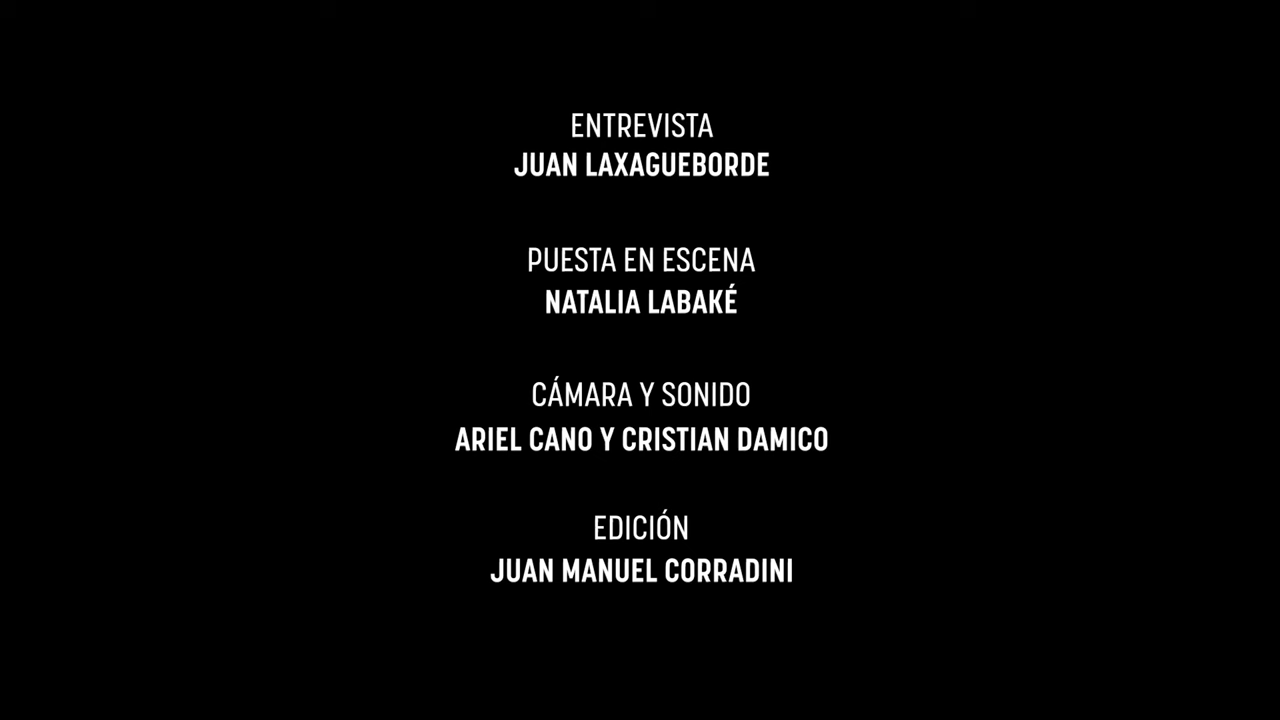 ENTREVISTA
JUAN LAXAGUEBORDE
PUESTA EN ESCENA
NATALIA LABAKÉ
CÁMARA Y SONIDO
ARIEL CANO Y CRISTIAN DAMICO
EDICIÓN
JUAN MANUEL CORRADINI